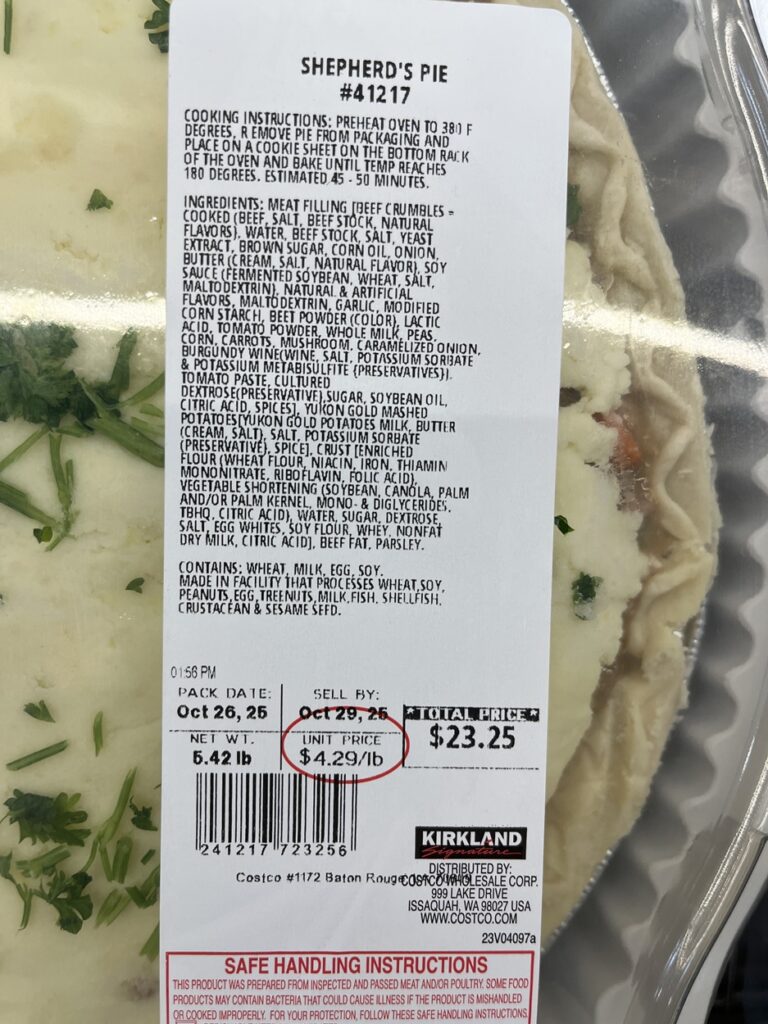 SHEPHERD'S PIE
#41217
COOKING INSTRUCTIONS: PREHEAT OVEN TO 380 F
DEGREES, R EMOVE PIE FROM PACKAGING AND
PLACE ON A COOKIE SHEET ON THE BOTTOM RACK
OF THE OVEN AND BAKE UNTIL TEMP REACHES
180 DEGREES. ESTIMATED 45 - 50 MINUTES.
INGREDIENTS: MEAT FILLING [BEEF CRUMBLES =
COOKED (BEEF, SALT, BEEF STOCK, NATURAL
FLAVORS), WATER, BEEF STOCK, SALT, YEAST
EXTRACT, BROWN SUGAR, CORN OIL, ONION,
BUTTER (CREAM, SALT, NATURAL FLAVOR), SOY
SAUCE (FERMENTED SOYBEAN, WHEAT, SALT,
MALTODEXTRIN), NATURAL & ARTIFICIAL
FLAVORS, MALTODEXTRIN, GARLIC, MODIFIED
CORN STARCH, BEET POWDER (COLOR), LACTIC
ACID, TOMATO POWDER, WHOLE MILK, PEAS,
CORN, CARROTS, MUSHROOM, CARAMELIZED ONION,
BURGUNDY WINE(WINE, SALT, POTASSIUM SORBATE
& POTASSIUM METABISULFITE {PRESERVATIVES}),
TOMATO PASTE, CULTURED
DEXTROSE(PRESERVATIVE),SUGAR, SOYBEAN OIL,
CITRIC ACID, SPICES], YUKON GOLD MASHED
POTATOES[YUKON GOLD POTATOES MILK, BUTTER
(CREAM, SALT), SALT, POTASSIUM SORBATE
(PRESERVATIVE), SPICE], CRUST [ENRICHED
FLOUR (WHEAT FLOUR, NIACIN, IRON, THIAMIN
MONONITRATE, RIBOFLAVIN, FOLIC ACID),
VEGETABLE SHORTENING (SOYBEAN, CANOLA, PALM
AND/OR PALM KERNEL, MONO- & DIGLYCERIDES,
TBHQ, CITRIC ACID), WATER, SUGAR, DEXTROSE,
SALT, EGG WHITES, SOY FLOUR, WHEY, NONFAT
DRY MILK, CITRIC ACID], BEEF FAT, PARSLEY.
CONTAINS: WHEAT, MILK, EGG, SOY.
MADE IN FACILITY THAT PROCESSES WHEAT,SOY,
PEANUTS,EGG,TREENUTS,MILK,FISH, SHELLFISH,
CRUSTACEAN & SESAME SEED.
01:56 PM
PACK DATE: SELL BY:
Oct 26, 25 Oct 29, 25 *TOTAL PRICE*
NET WT. UNIT PRICE $23.25
5.42 lb $4.29/lb
241217 723256
KIRKLAND
Signature
Costco #1172 Baton Rouge,
DISTRIBUTED BY:
COSTCO WHOLESALE CORP.
999 LAKE DRIVE
ISSAQUAH, WA 98027 USA
WWW.COSTCO.COM
23V04097a
SAFE HANDLING INSTRUCTIONS
THIS PRODUCT WAS PREPARED FROM INSPECTED AND PASSED MEAT AND/OR POULTRY. SOME FOOD
PRODUCTS MAY CONTAIN BACTERIA THAT COULD CAUSE ILLNESS IF THE PRODUCT IS MISHANDLED
OR COOKED IMPROPERLY. FOR YOUR PROTECTION, FOLLOW THESE SAFE HANDLING INSTRUCTIONS.